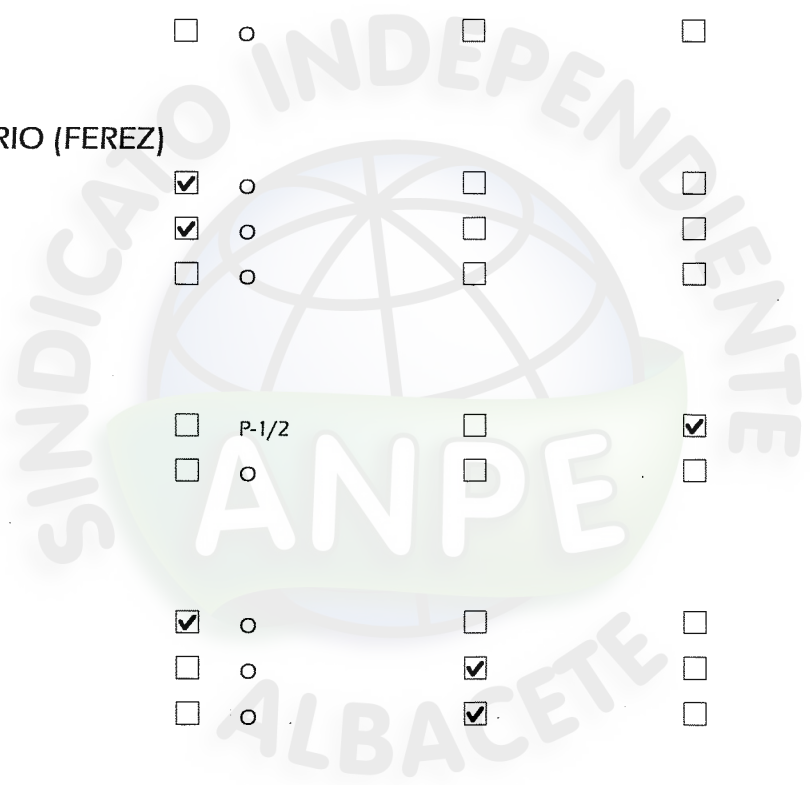 ☐ O ☐ ☐
RIO (FEREZ)
☑ O ☐ ☐
☑ O ☐ ☐
☐ O ☐ ☐
☐ P-1/2 ☐ ☑
☐ O ☐ ☐
☑ O ☐ ☐
☐ O ☑ ☐
☐ O ☑ ☐
SINDICATO INDEPENDIENTE
ANPE
ALBACETE